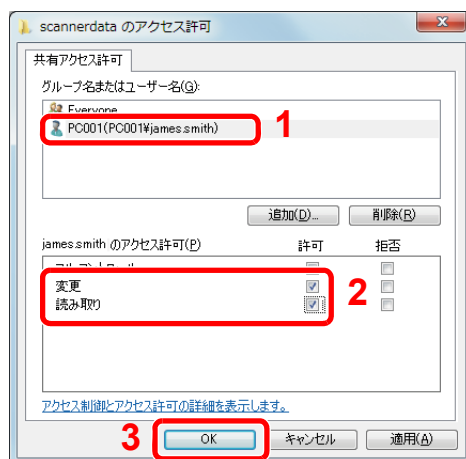 scannerdata のアクセス許可
共有アクセス許可
グループ名またはユーザー名(G):
Everyone
PC001(PC001¥james.smith)
1
追加(D)...
削除(R)
james.smith のアクセス許可(P)
許可
拒否
変更
読み取り
2
アクセス制御とアクセス許可の詳細を表示します。
3
OK
キャンセル
適用(A)